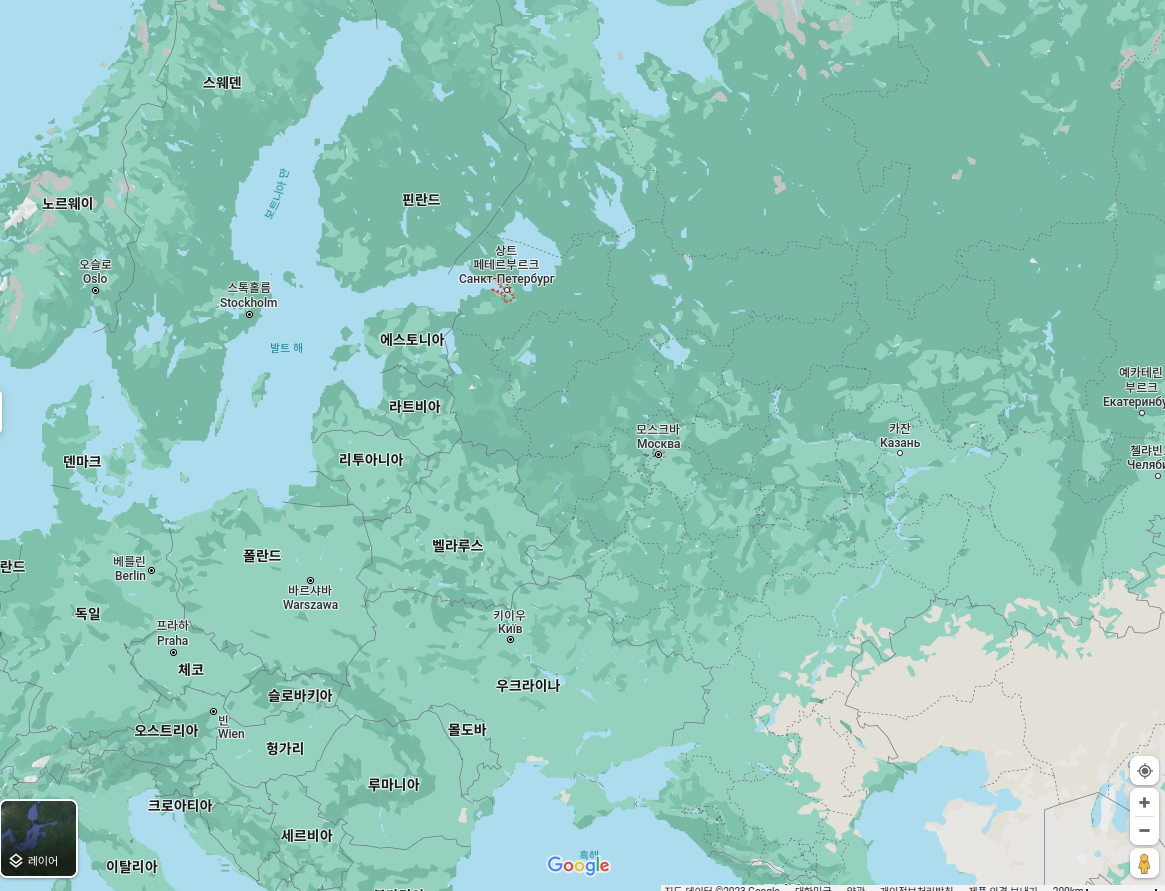 스웨덴
보트니아 만
노르웨이
핀란드
상트
페테르부르크
Санкт-Петербург
오슬로
Oslo
스톡홀름
Stockholm
에스토니아
발트 해
라트비아
예카테린
부르크
Екатеринбу
모스크바
Москва
카잔
Казань
덴마크
리투아니아
첼랴빈
Челяби
벨라루스
폴란드
란드
베를린
Berlin
바르샤바
Warszawa
독일
키이우
Київ
프라하
Praha
체코
우크라이나
슬로바키아
빈
Wien
오스트리아
몰도바
헝가리
루마니아
크로아티아
세르비아
흑해
Google
레이어
이탈리아
지도 데이터 ©2023 Google
대한민국
약관
개인정보처리방침
제품 의견 보내기
200km